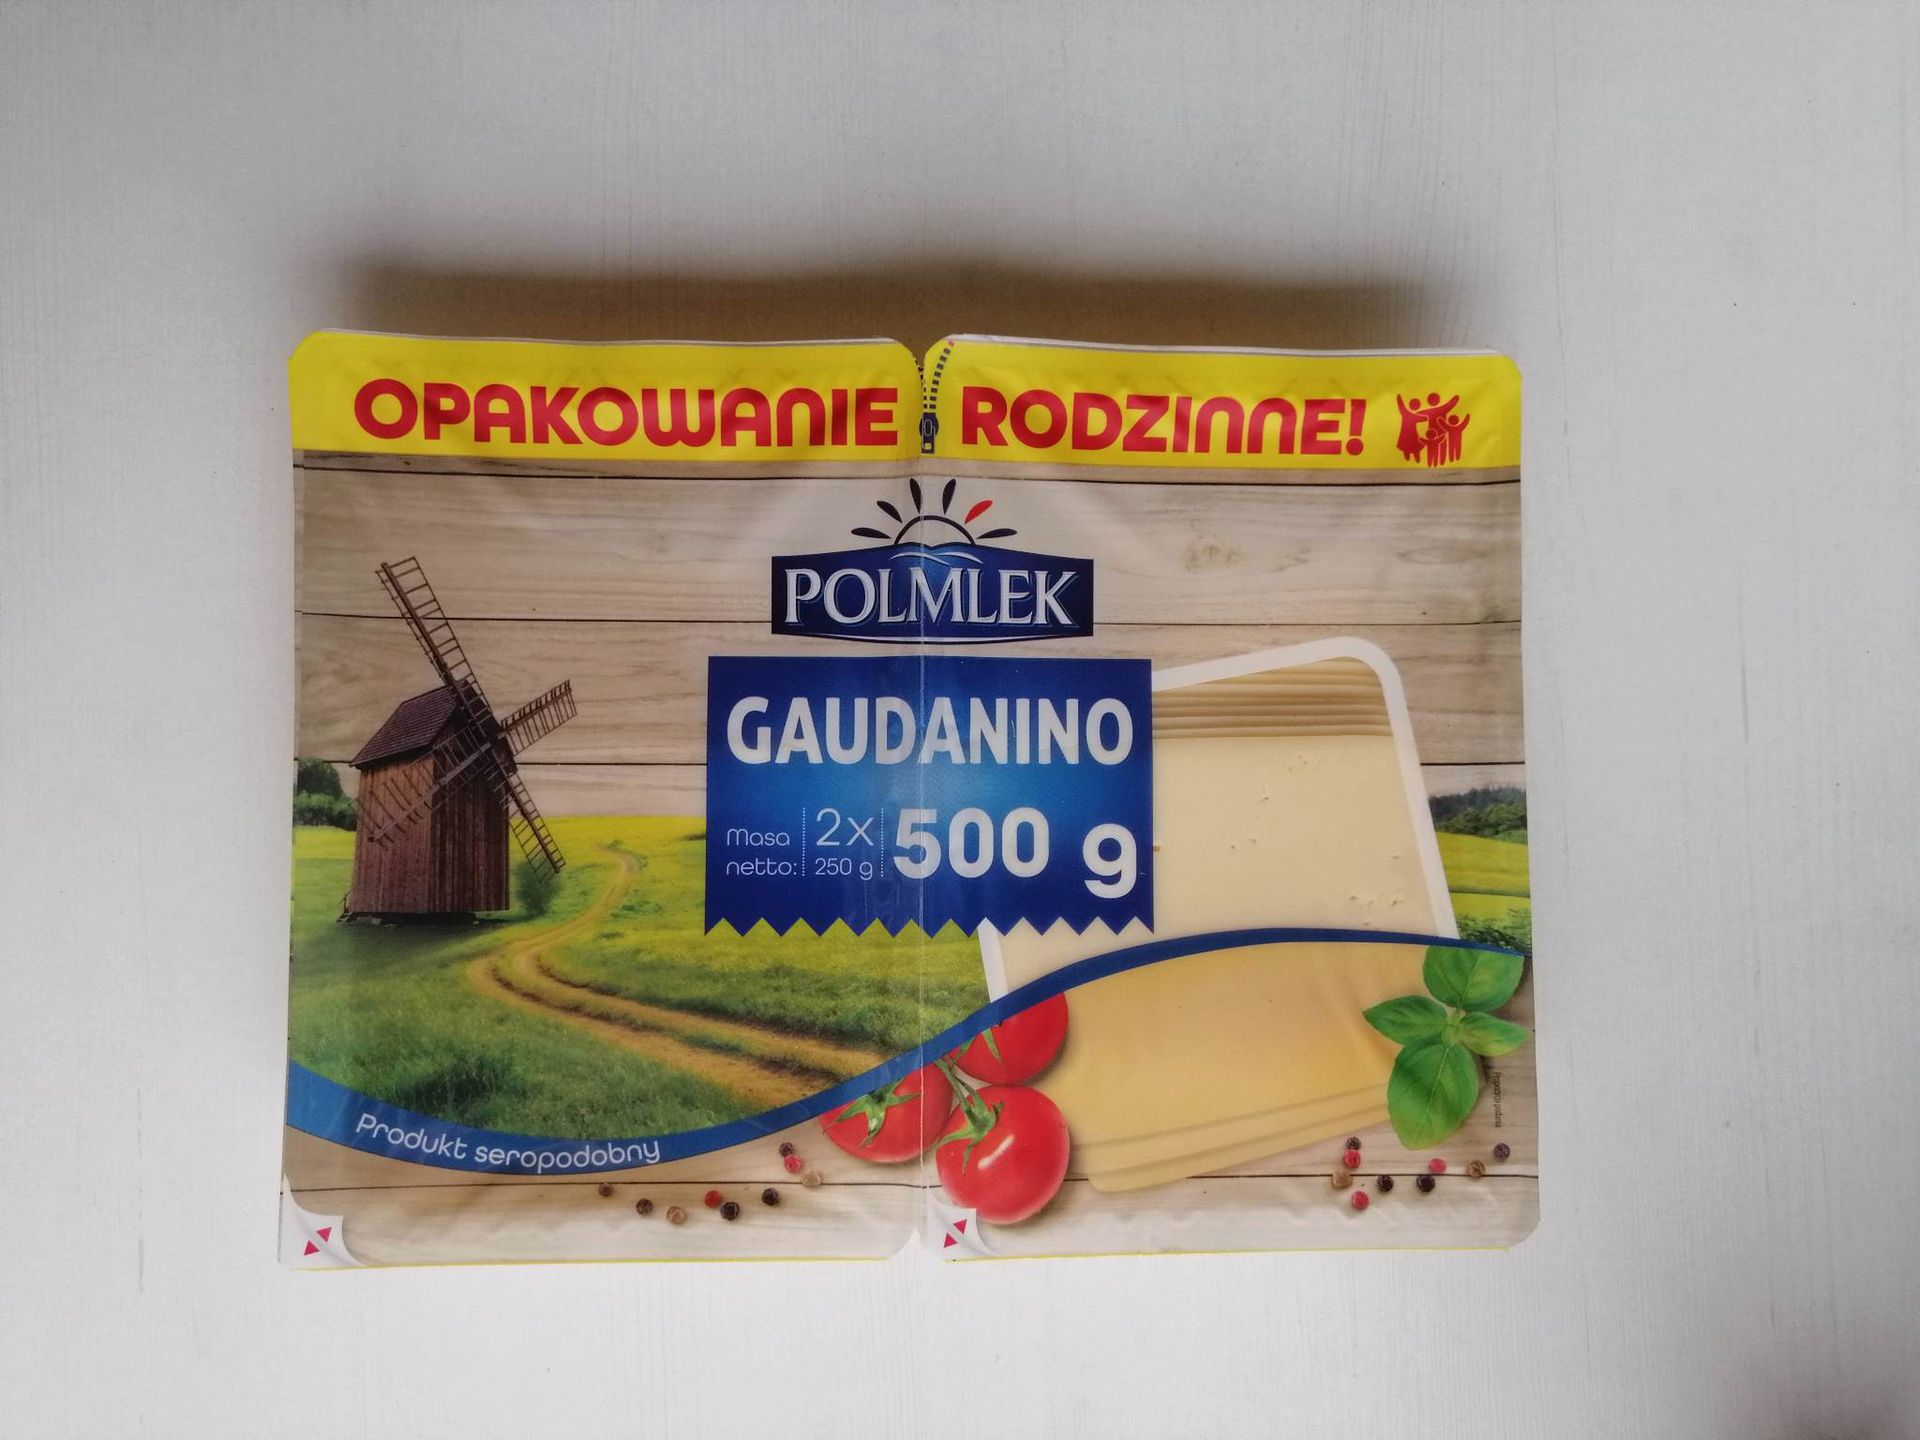 OPAKOWANIE RODZINNE!
POLMLEK
GAUDANINO
Masa netto: 2x 250 g 500 g
Produkt seropodobny